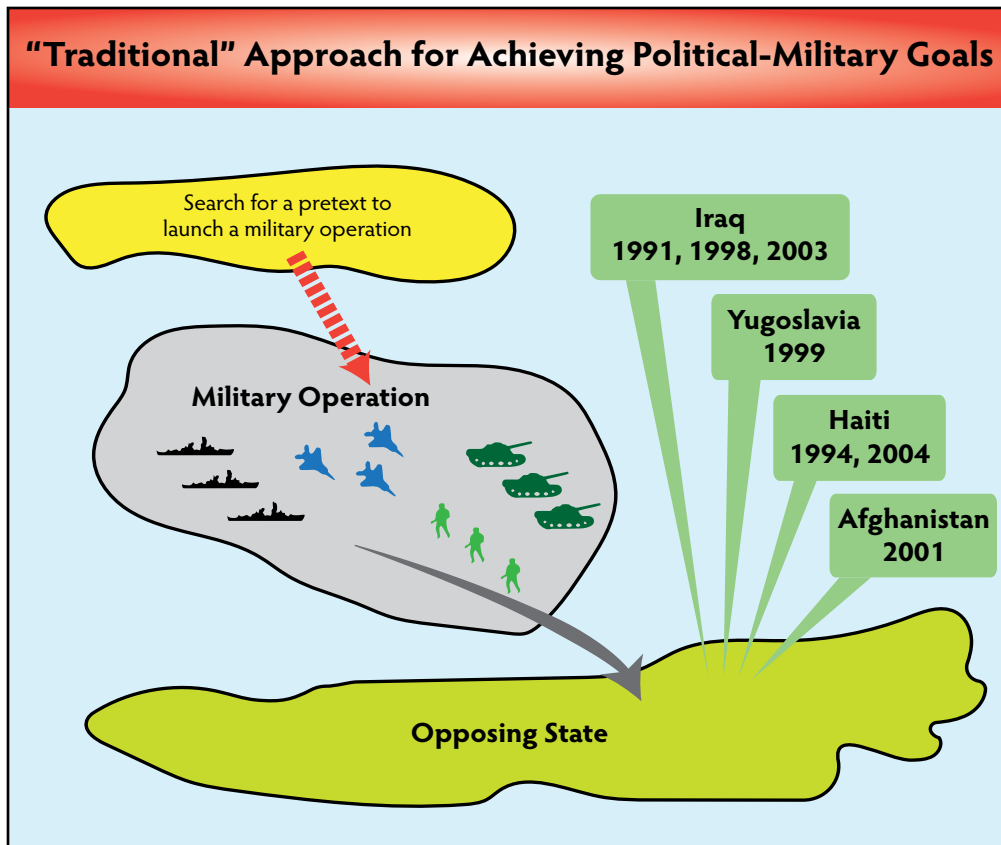 “Traditional” Approach for Achieving Political-Military Goals
Search for a pretext to
launch a military operation
Iraq
1991, 1998, 2003
Yugoslavia
1999
Military Operation
Haiti
1994, 2004
Afghanistan
2001
Opposing State